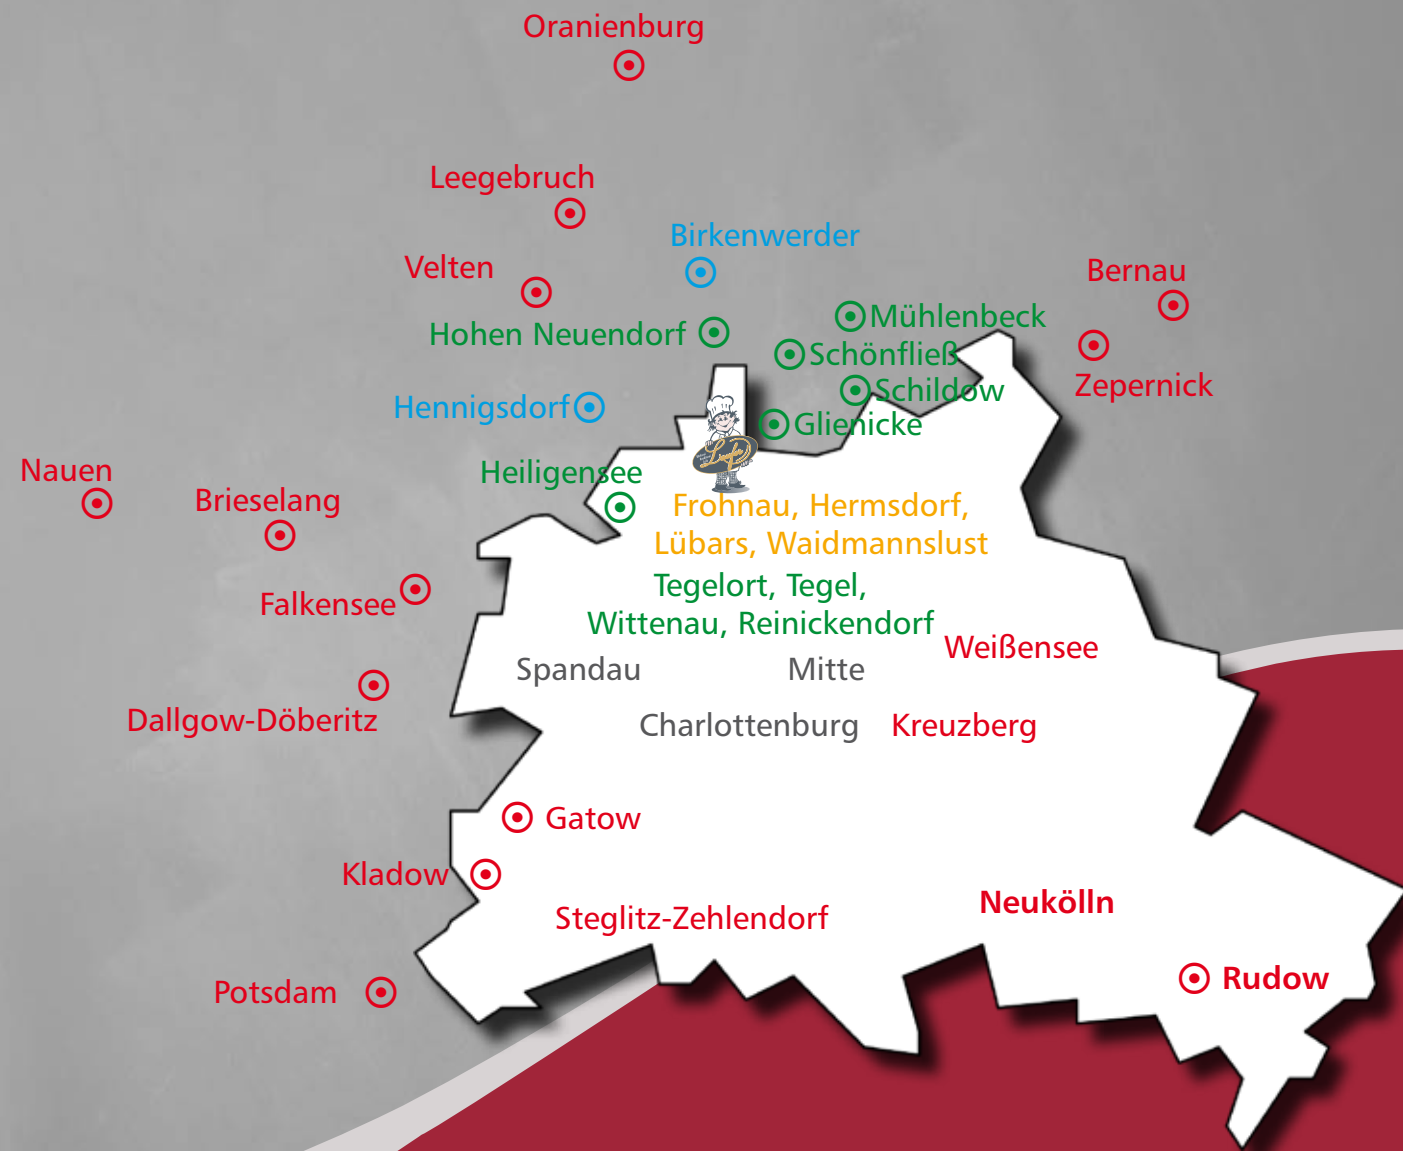 Oranienburg
Leegebruch
Birkenwerder
Velten
Bernau
Mühlenbeck
Hohen Neuendorf
Schönfließ
Zepernick
Schildow
Hennigsdorf
Glienicke
Nauen
Heiligensee
Brieselang
Frohnau, Hermsdorf,
Lübars, Waidmannslust
Tegelort, Tegel,
Falkensee
Wittenau, Reinickendorf
Weißensee
Spandau
Mitte
Dallgow-Döberitz
Charlottenburg
Kreuzberg
Gatow
Kladow
Neukölln
Steglitz-Zehlendorf
Rudow
Potsdam